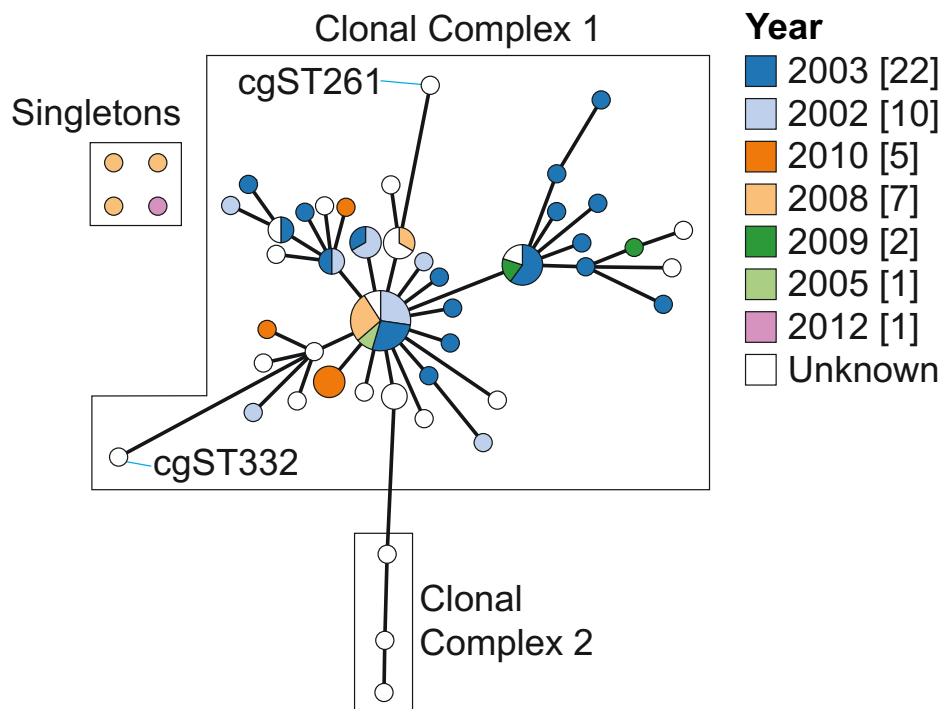 Clonal Complex 1
cgST261
Singletons
cgST332
Clonal
Complex 2
Year
2003 [22]
2002 [10]
2010 [5]
2008 [7]
2009 [2]
2005 [1]
2012 [1]
Unknown